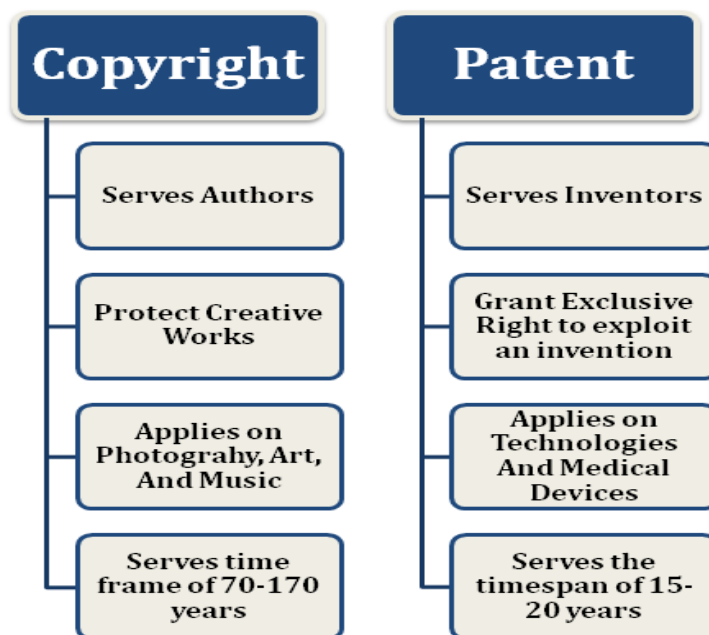 Copyright
Serves Authors
Protect Creative
Works
Applies on
Photograhy, Art,
And Music
Serves time
frame of 70-170
years
Patent
Serves Inventors
Grant Exclusive
Right to exploit
an invention
Applies on
Technologies
And Medical
Devices
Serves the
timespan of 15-
20 years